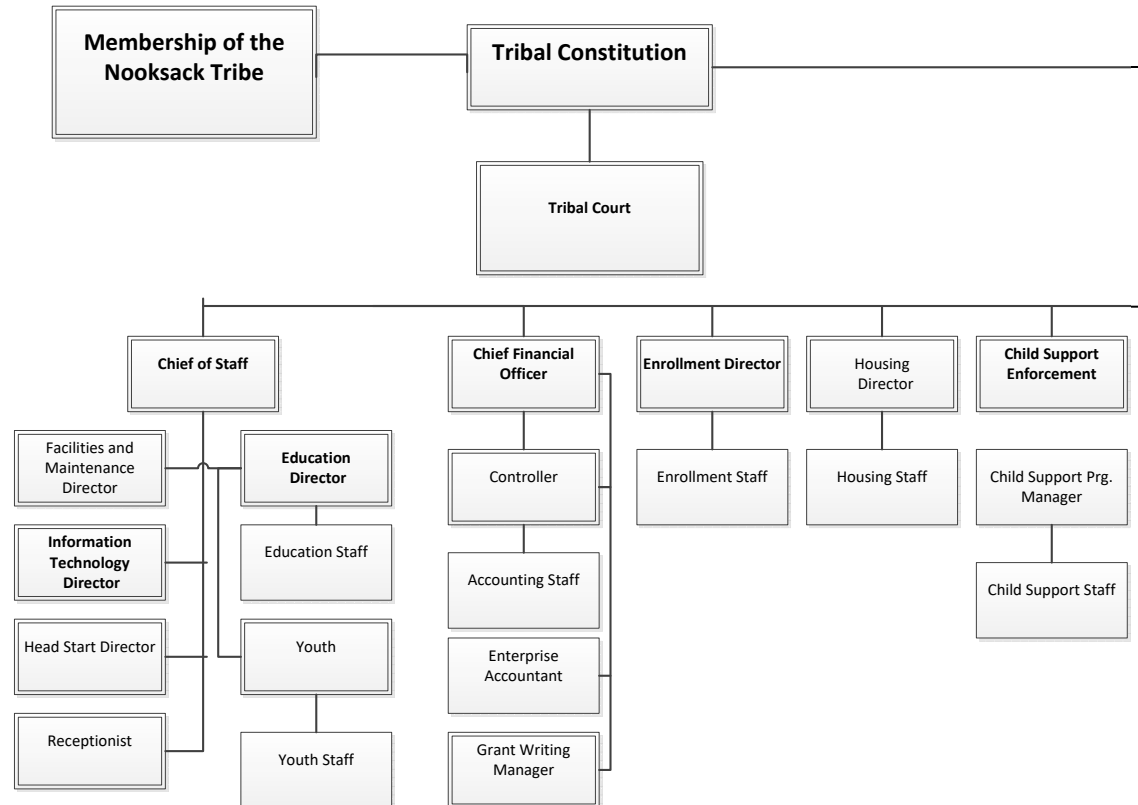 Membership of the
Nooksack Tribe
Tribal Constitution
Tribal Court
Chief of Staff
Chief Financial
Officer
Enrollment Director
Housing
Director
Child Support
Enforcement
Facilities and
Maintenance
Director
Education
Director
Controller
Enrollment Staff
Housing Staff
Child Support Prg.
Manager
Information
Technology
Director
Education Staff
Accounting Staff
Child Support Staff
Head Start Director
Youth
Enterprise
Accountant
Receptionist
Youth Staff
Grant Writing
Manager